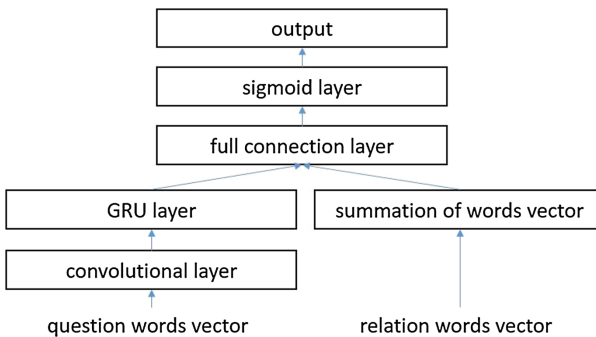 output
sigmoid layer
full connection layer
GRU layer
summation of words vector
convolutional layer
question words vector
relation words vector